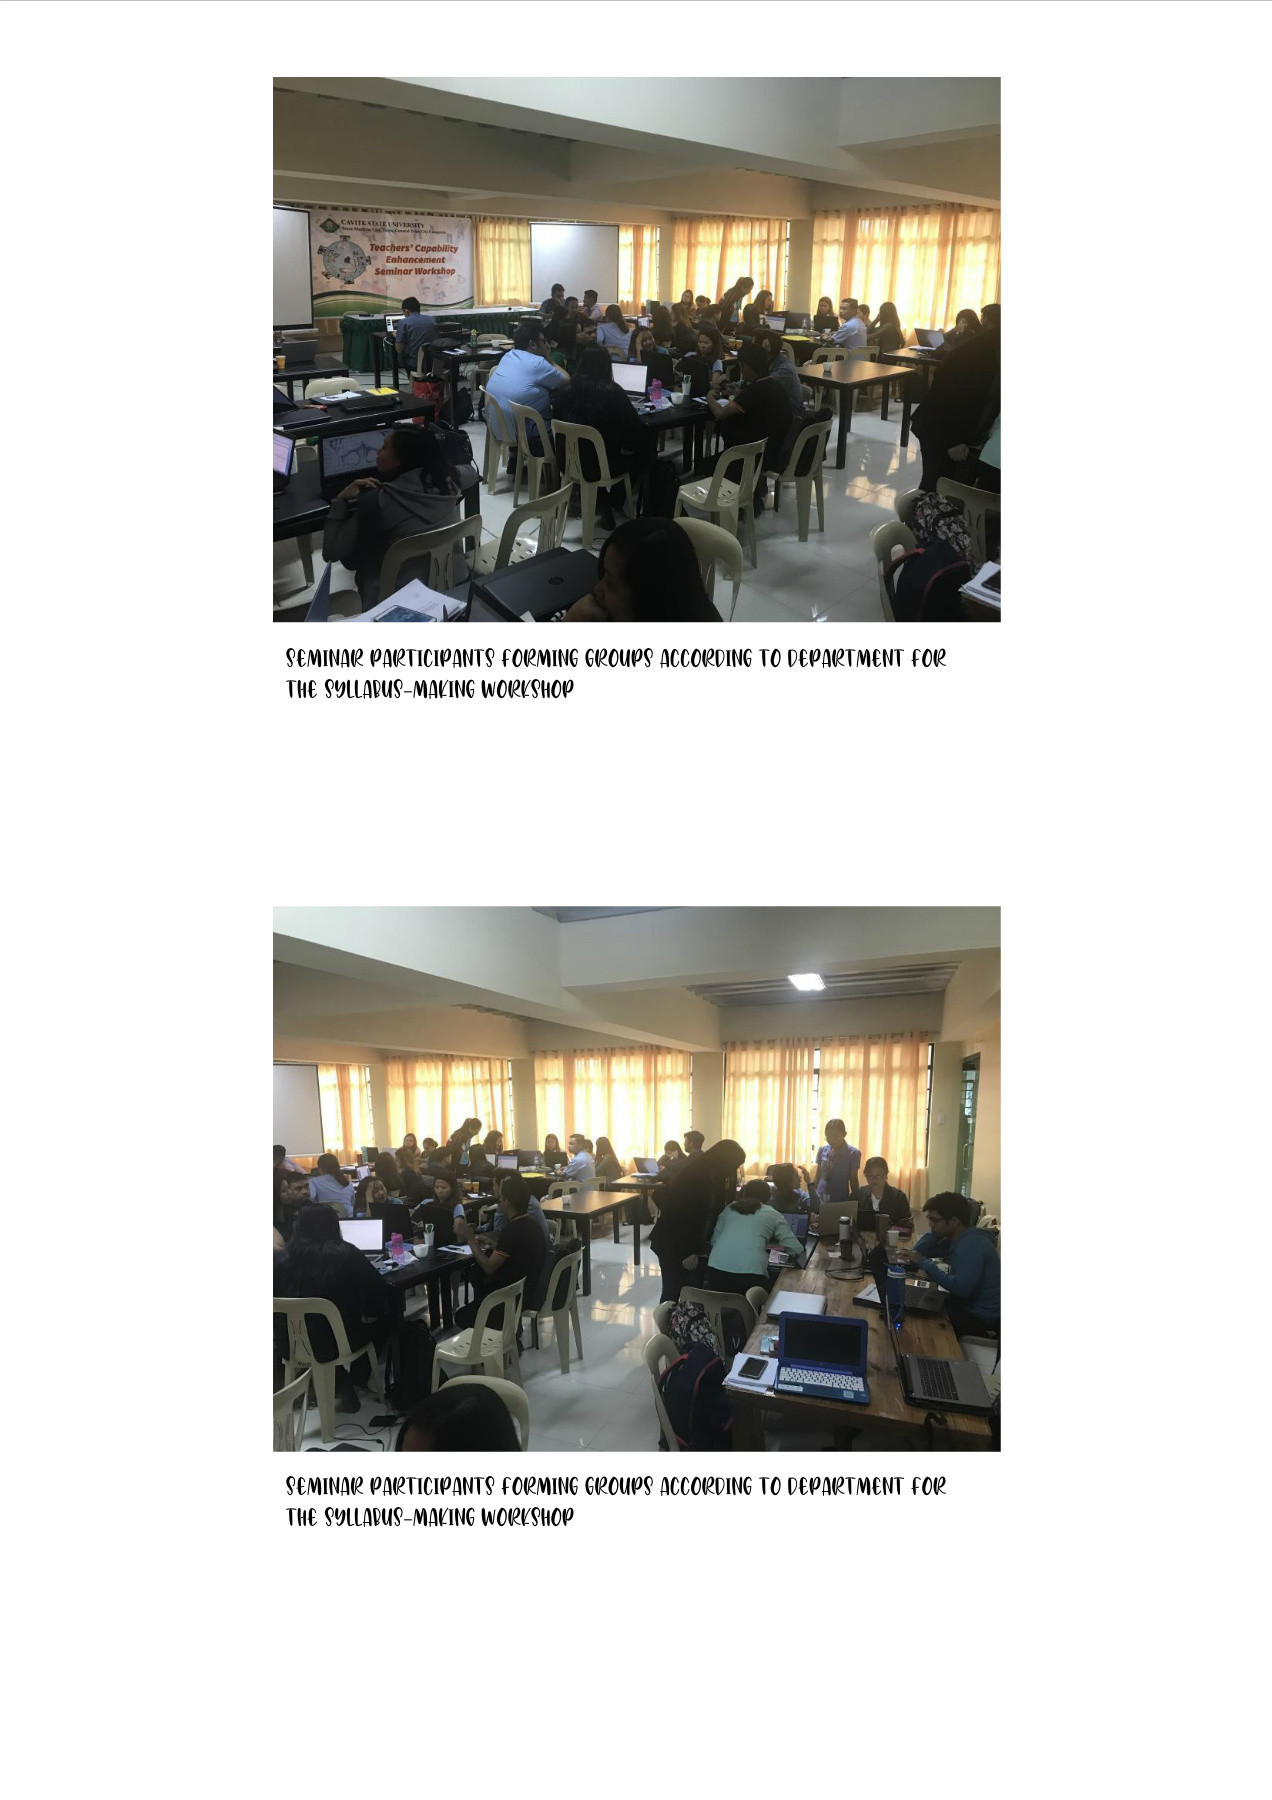 CAVITE STATE UNIVERSITY
Teachers' Capability
Enhancement
Seminar Workshop
SEMINAR PARTICIPANTS FORMING GROUPS ACCORDING TO DEPARTMENT FOR
THE SYLLABUS-MAKING WORKSHOP
SEMINAR PARTICIPANTS FORMING GROUPS ACCORDING TO DEPARTMENT FOR
THE SYLLABUS-MAKING WORKSHOP